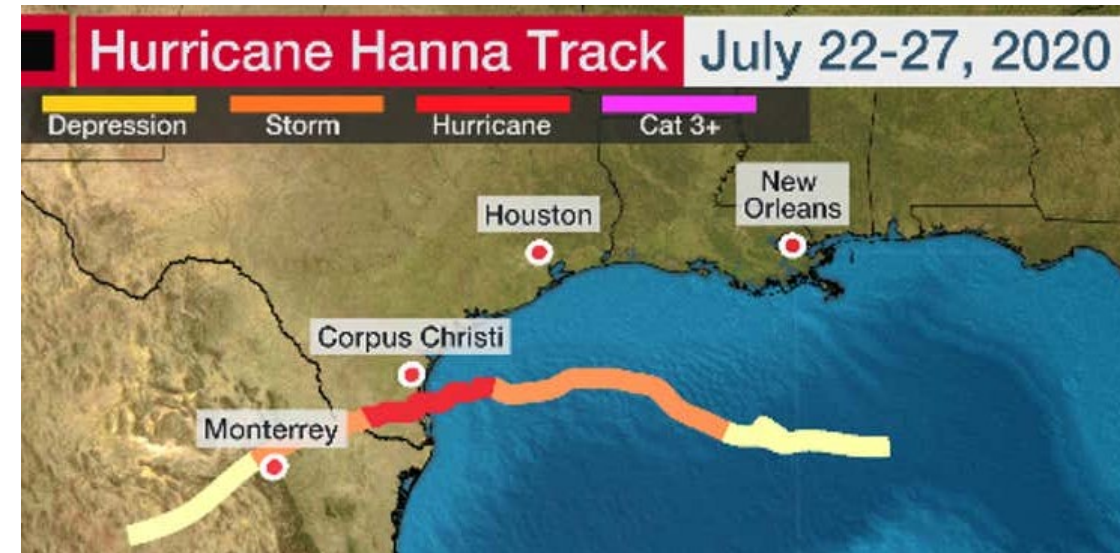 Hurricane Hanna Track July 22-27, 2020
Depression Storm Hurricane Cat 3+
New
Orleans
Houston
Corpus Christi
Monterrey